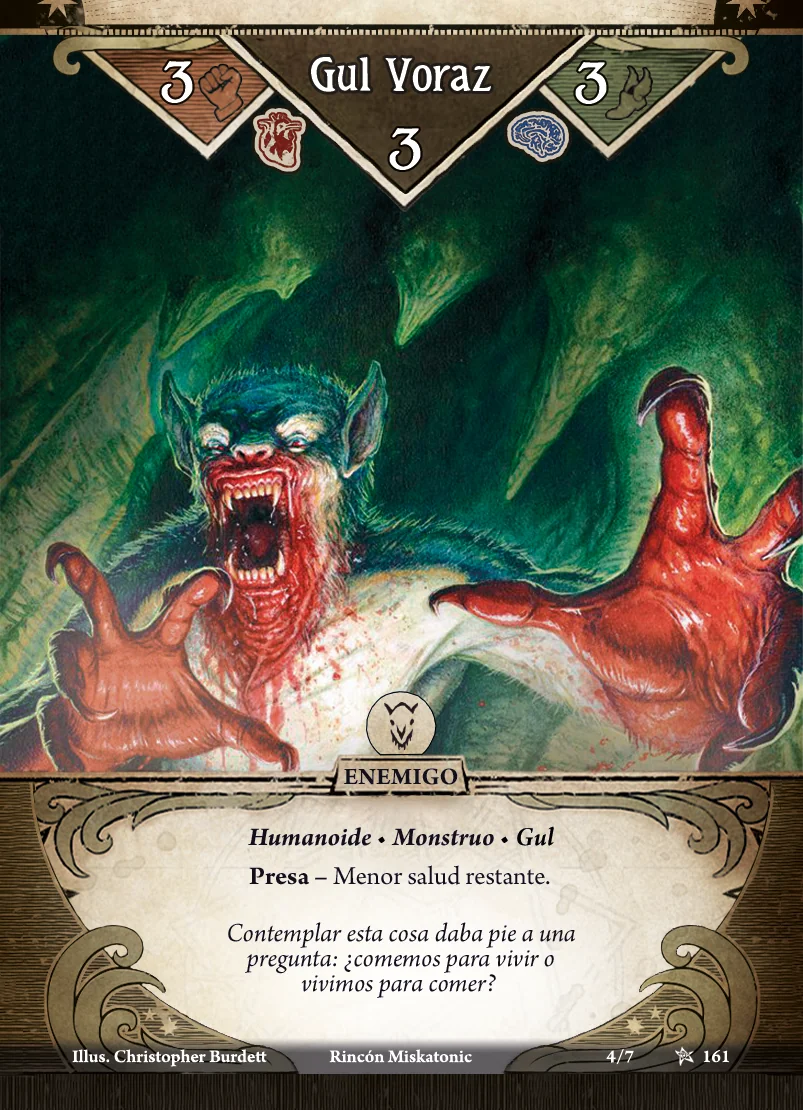 3
Gul Voraz
3
3
ENEMIGO
Humanoide • Monstruo • Gul
Presa – Menor salud restante.
Contemplar esta cosa daba pie a una
pregunta: ¿comemos para vivir o
vivimos para comer?
Illus. Christopher Burdett Rincón Miskatonic 4/7 161